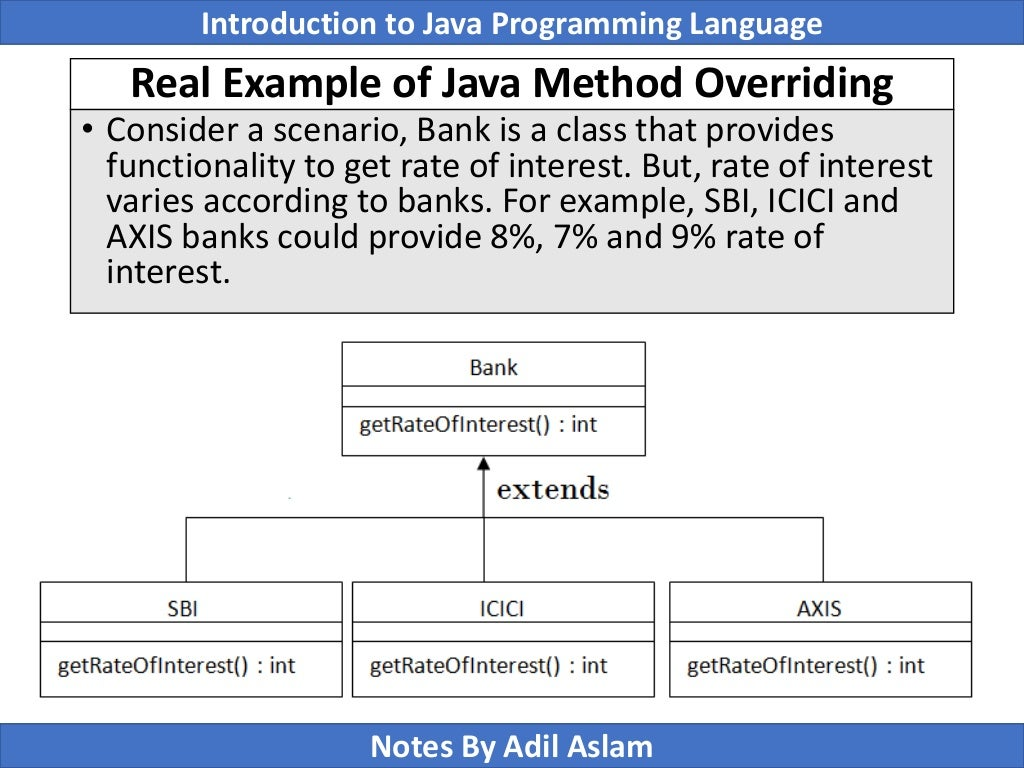 Introduction to Java Programming Language
Real Example of Java Method Overriding
• Consider a scenario, Bank is a class that provides
functionality to get rate of interest. But, rate of interest
varies according to banks. For example, SBI, ICICI and
AXIS banks could provide 8%, 7% and 9% rate of
interest.
Bank
getRateOfInterest() : int
extends
SBI
getRateOfInterest() : int
ICICI
getRateOfInterest() : int
AXIS
getRateOfInterest() : int
Notes By Adil Aslam